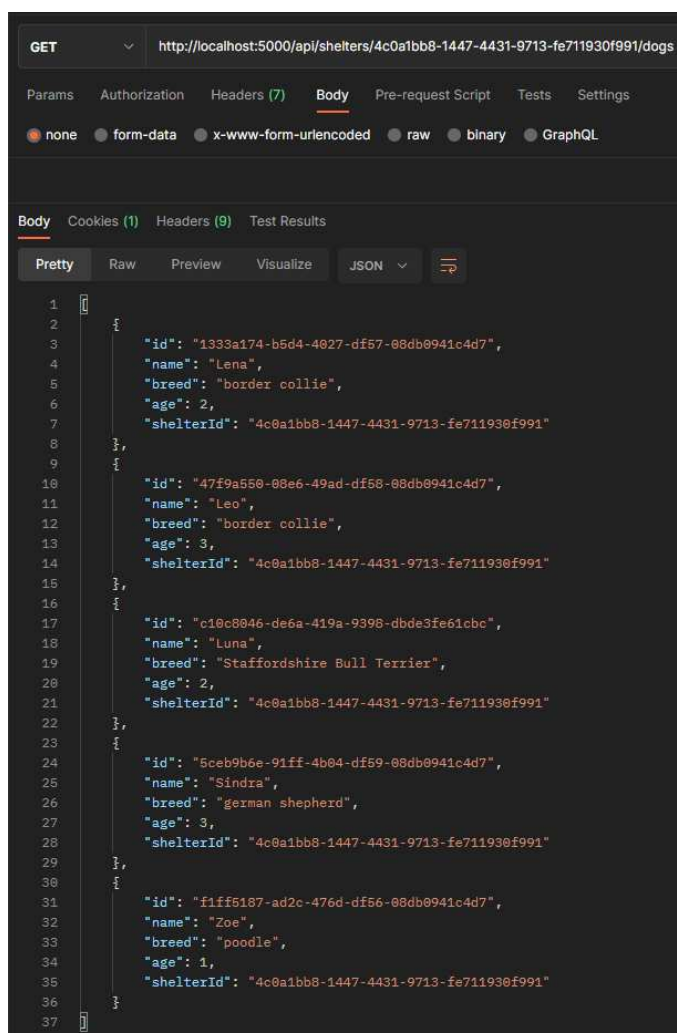 GET http://localhost:5000/api/shelters/4c0a1bb8-1447-4431-9713-fe711930f991/dogs
Params Authorization Headers (7) Body Pre-request Script Tests Settings
none form-data x-www-form-urlencoded raw binary GraphQL
Body Cookies (1) Headers (9) Test Results
Pretty Raw Preview Visualize JSON
1 [
2 {
3 "id": "1333a174-b5d4-4027-df57-08db0941c4d7",
4 "name": "Lena",
5 "breed": "border collie",
6 "age": 2,
7 "shelterId": "4c0a1bb8-1447-4431-9713-fe711930f991"
8 },
9 {
10 "id": "47f9a550-08e6-49ad-df58-08db0941c4d7",
11 "name": "Leo",
12 "breed": "border collie",
13 "age": 3,
14 "shelterId": "4c0a1bb8-1447-4431-9713-fe711930f991"
15 },
16 {
17 "id": "c10c8046-de6a-419a-9398-dbde3fe61cbc",
18 "name": "Luna",
19 "breed": "Staffordshire Bull Terrier",
20 "age": 2,
21 "shelterId": "4c0a1bb8-1447-4431-9713-fe711930f991"
22 },
23 {
24 "id": "5ceb9b6e-91ff-4b04-df59-08db0941c4d7",
25 "name": "Sindra",
26 "breed": "german shepherd",
27 "age": 3,
28 "shelterId": "4c0a1bb8-1447-4431-9713-fe711930f991"
29 },
30 {
31 "id": "f1ff5187-ad2c-476d-df56-08db0941c4d7",
32 "name": "Zoe",
33 "breed": "poodle",
34 "age": 1,
35 "shelterId": "4c0a1bb8-1447-4431-9713-fe711930f991"
36 }
37 ]